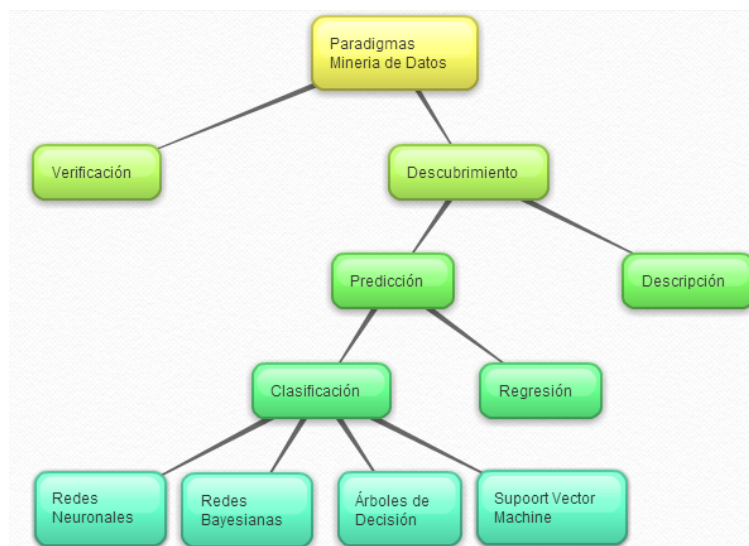 Paradigmas
Mineria de Datos
Verificación
Descubrimiento
Predicción
Descripción
Clasificación
Regresión
Redes
Neuronales
Redes
Bayesianas
Árboles de
Decisión
Supoort Vector
Machine